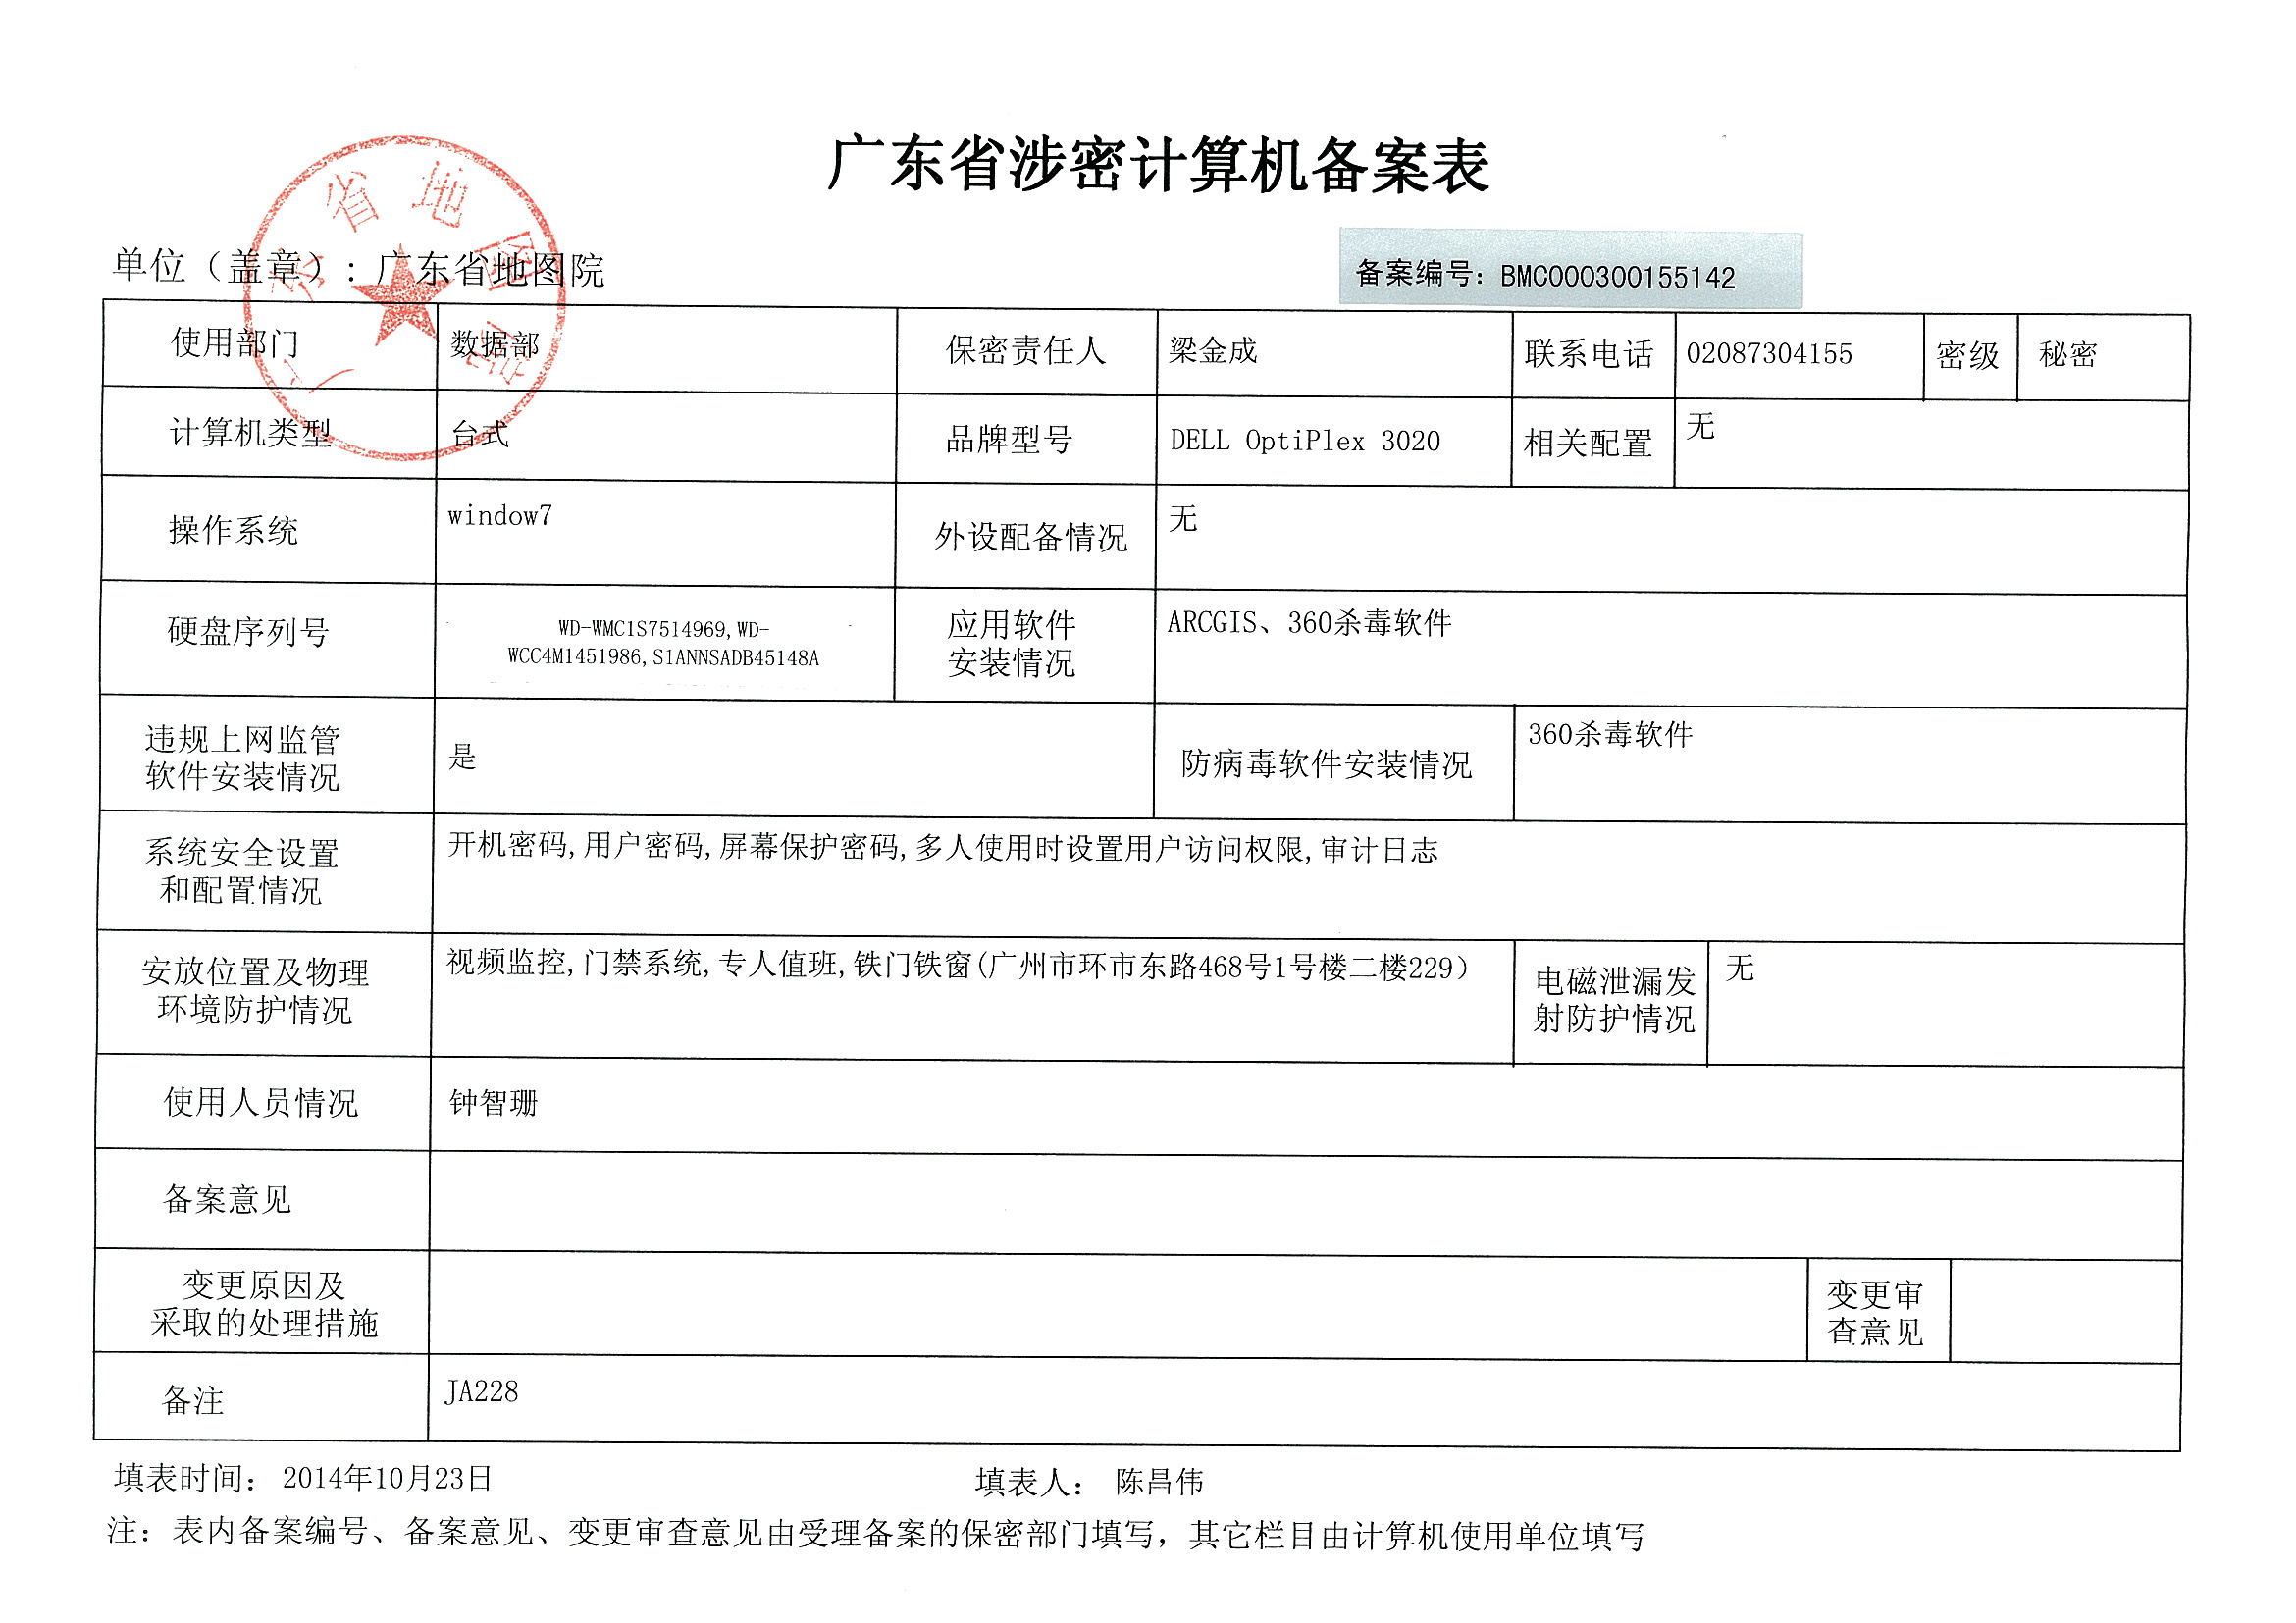 广东省涉密计算机备案表
单位（盖章）: 广东省地图院
备案编号: BMC000300155142
广东省地图院
使用部门 数据部 保密责任人 梁金成 联系电话 02087304155 密级 秘密
计算机类型 台式 品牌型号 DELL OptiPlex 3020 相关配置 无
操作系统 window7 外设配备情况 无
硬盘序列号 WD-WMC1S7514969,WD-
WCC4M1451986,S1ANNSADB45148A
应用软件
安装情况
ARCGIS、360杀毒软件
违规上网监管
软件安装情况
是 防病毒软件安装情况 360杀毒软件
系统安全设置
和配置情况
开机密码,用户密码,屏幕保护密码,多人使用时设置用户访问权限,审计日志
安放位置及物理
环境防护情况
视频监控,门禁系统,专人值班,铁门铁窗(广州市环市东路468号1号楼二楼229）
电磁泄漏发
射防护情况
无
使用人员情况 钟智珊
备案意见
变更原因及
采取的处理措施
变更审
查意见
备注 JA228
填表时间： 2014年10月23日 填表人： 陈昌伟
注：表内备案编号、备案意见、变更审查意见由受理备案的保密部门填写，其它栏目由计算机使用单位填写